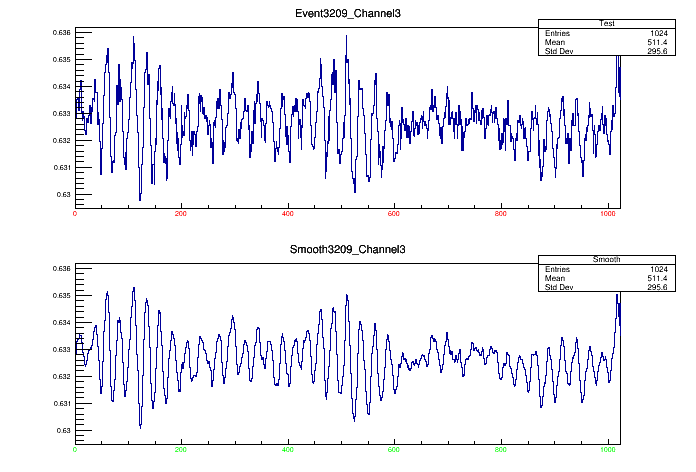 Event3209_Channel3
Test
Entries 1024
Mean 511.4
Std Dev 295.6
0.636
0.635
0.634
0.633
0.632
0.631
0.63
0 200 400 600 800 1000
Smooth3209_Channel3
Smooth
Entries 1024
Mean 511.4
Std Dev 295.6
0.636
0.635
0.634
0.633
0.632
0.631
0.63
0 200 400 600 800 1000